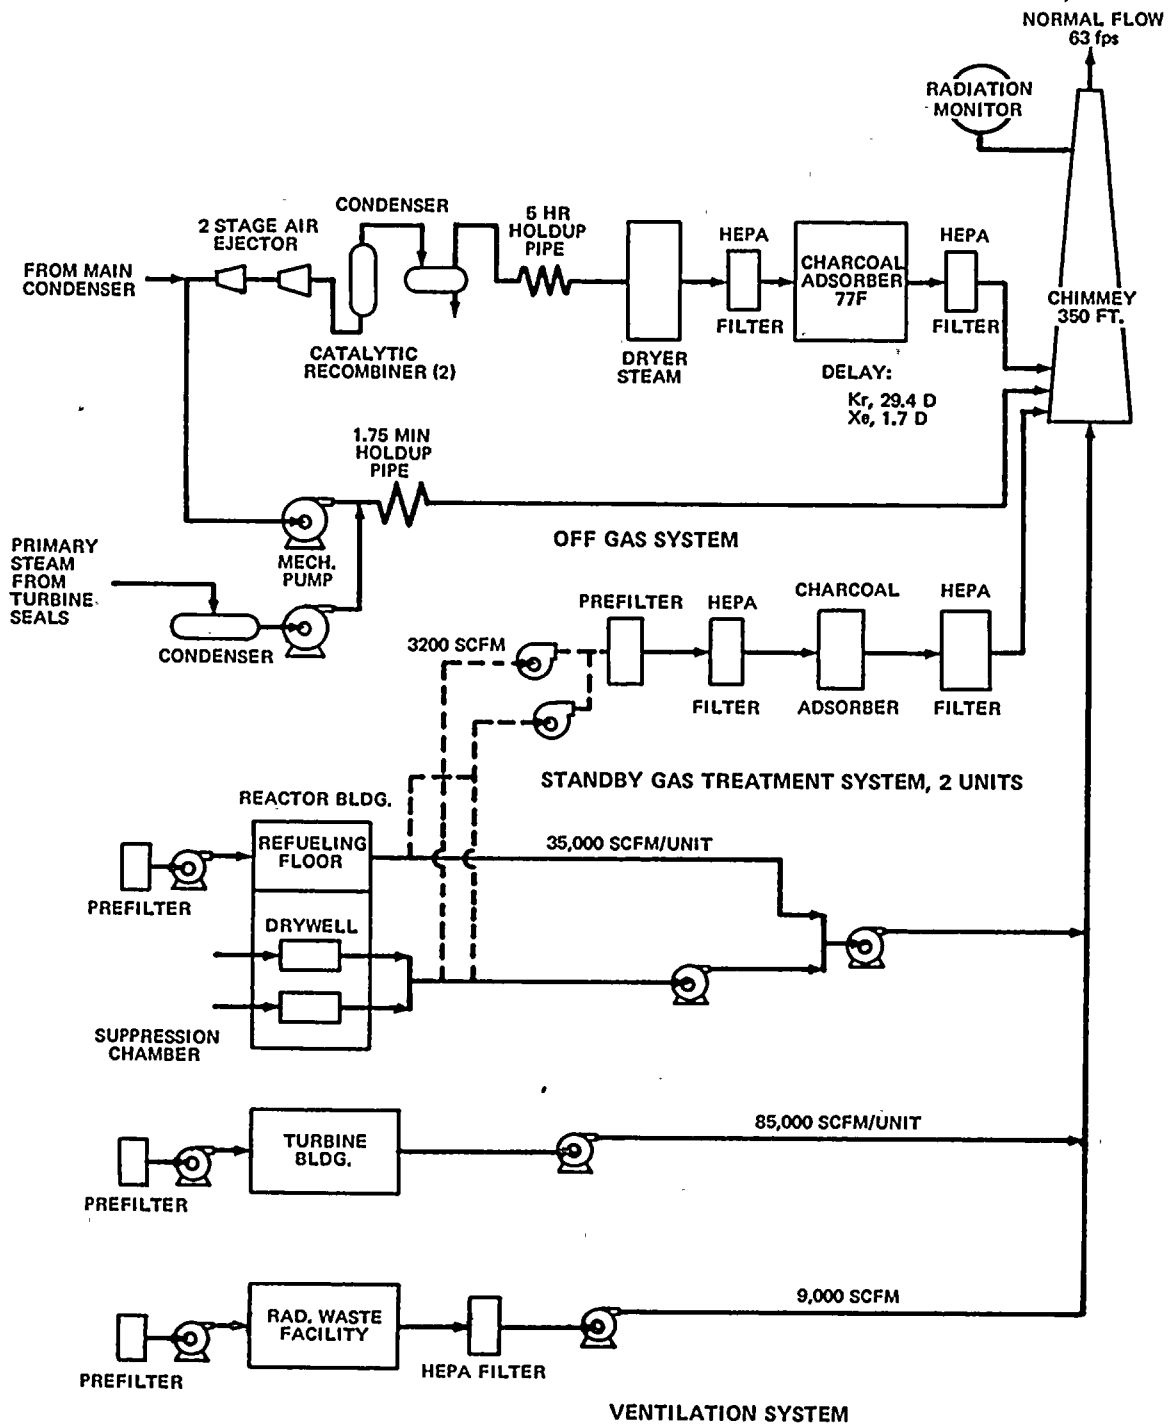 NORMAL FLOW
63 fps
RADIATION
MONITOR
CHIMMEY
350 FT.
FROM MAIN
CONDENSER
2 STAGE AIR
EJECTOR
CONDENSER
CATALYTIC
RECOMBINER (2)
5 HR
HOLDUP
PIPE
DRYER
STEAM
HEPA
FILTER
CHARCOAL
ADSORBER
77F
HEPA
FILTER
DELAY:
Kr, 29.4 D
Xe, 1.7 D
1.75 MIN
HOLDUP
PIPE
MECH.
PUMP
OFF GAS SYSTEM
PRIMARY
STEAM
FROM
TURBINE
SEALS
CONDENSER
3200 SCFM
PREFILTER
HEPA
FILTER
CHARCOAL
ADSORBER
HEPA
FILTER
STANDBY GAS TREATMENT SYSTEM, 2 UNITS
REACTOR BLDG.
REFUELING
FLOOR
35,000 SCFM/UNIT
PREFILTER
DRYWELL
SUPPRESSION
CHAMBER
TURBINE
BLDG.
85,000 SCFM/UNIT
PREFILTER
RAD. WASTE
FACILITY
HEPA FILTER
9,000 SCFM
PREFILTER
VENTILATION SYSTEM